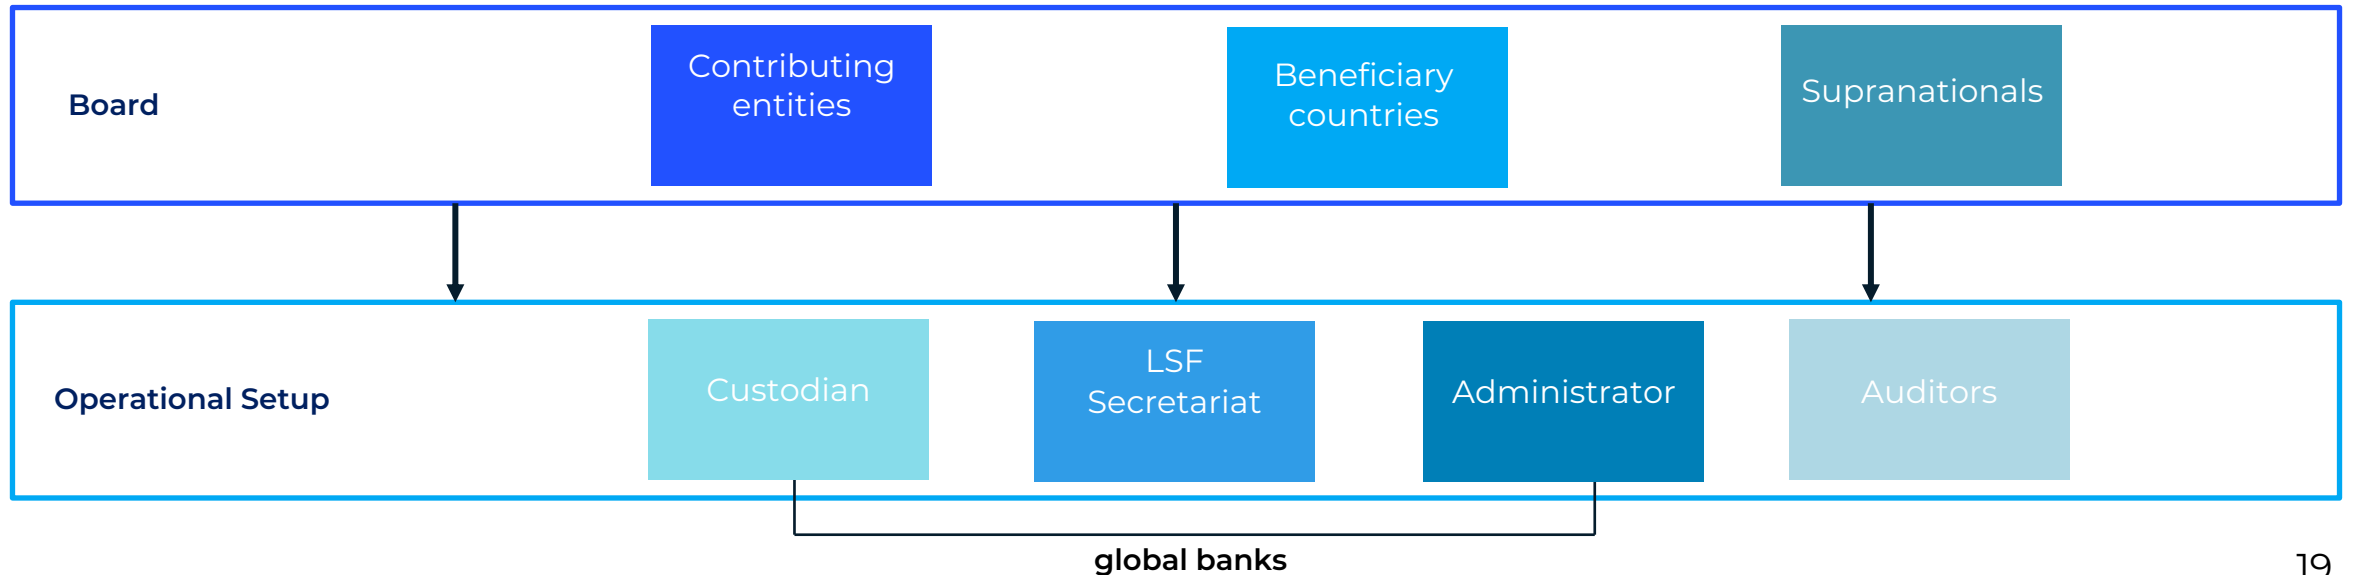 Board
Contributing
entities
Beneficiary
countries
Supranationals
Operational Setup
Custodian
LSF
Secretariat
Administrator
Auditors
global banks
19